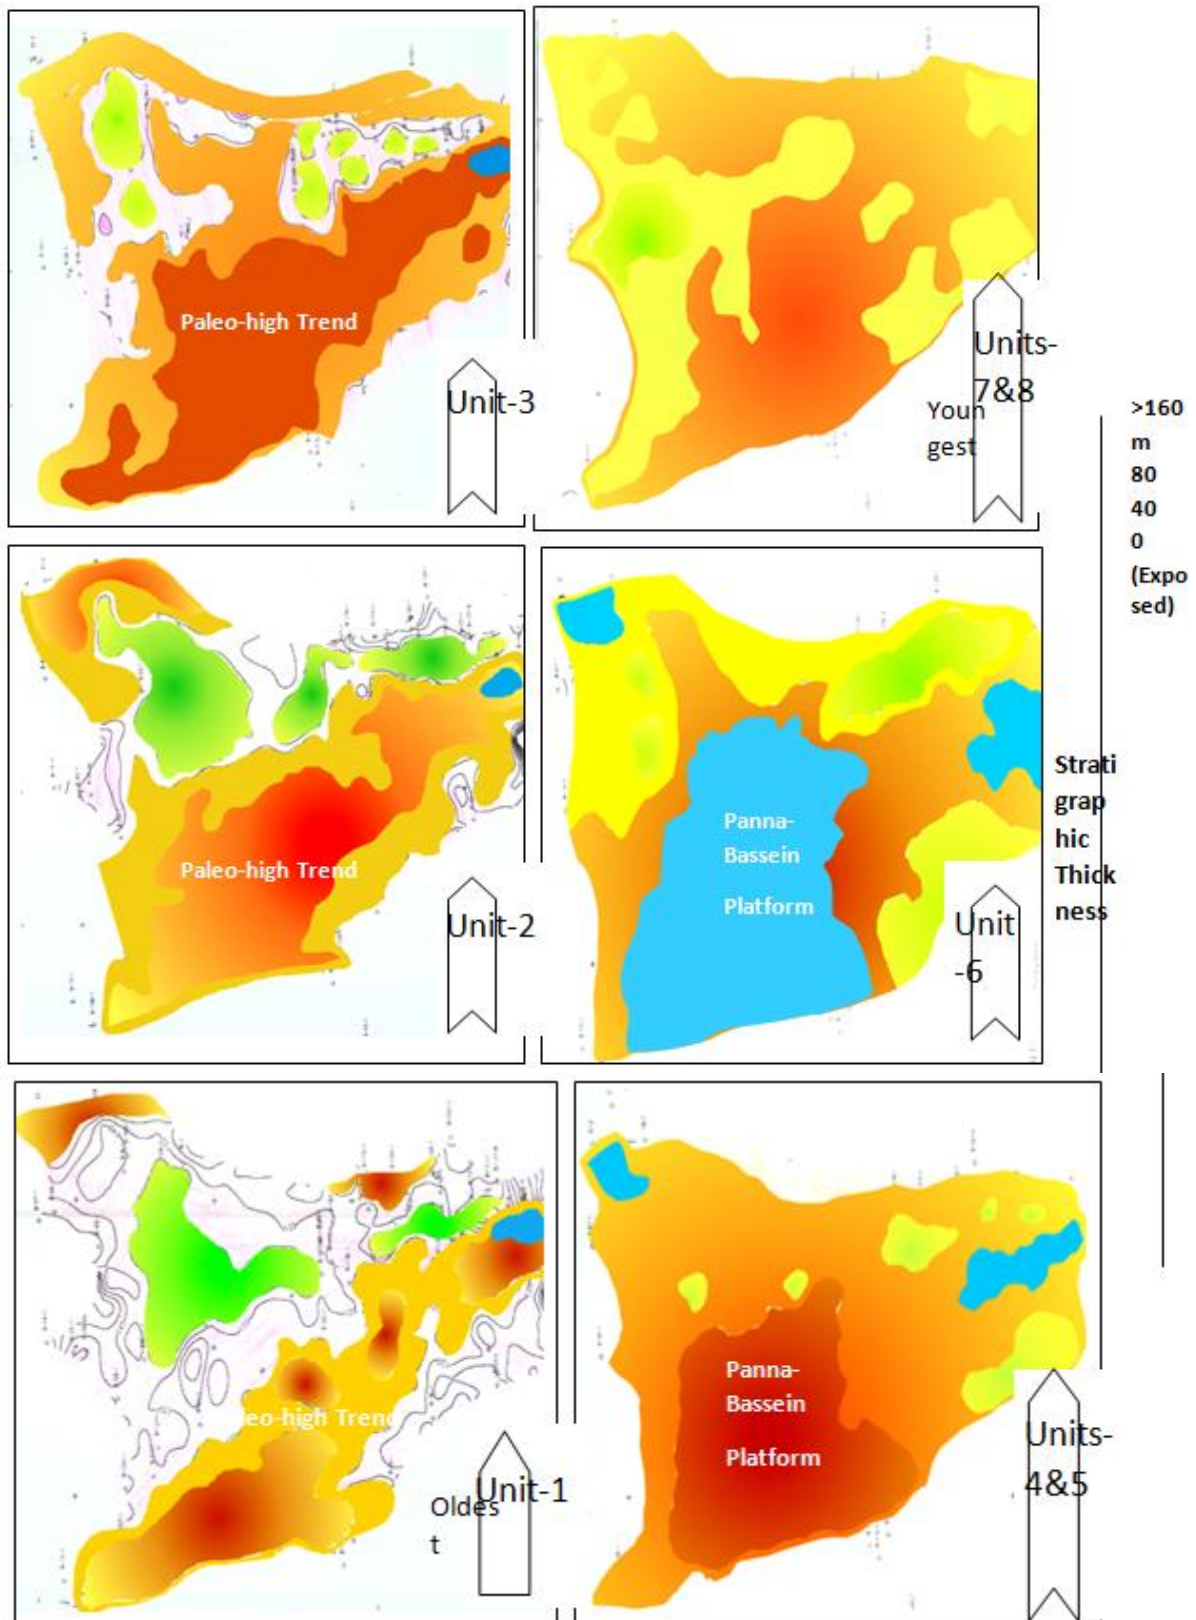 Paleo-high Trend
Unit-3
Units-
7&8
Youn
gest
>160
m
80
40
0
(Expo
sed)
Paleo-high Trend
Unit-2
Panna-
Bassein
Platform
Unit
-6
Strati
grap
hic
Thick
ness
leo-high Trend
Oldes
t
Unit-1
Panna-
Bassein
Platform
Units-
4&5